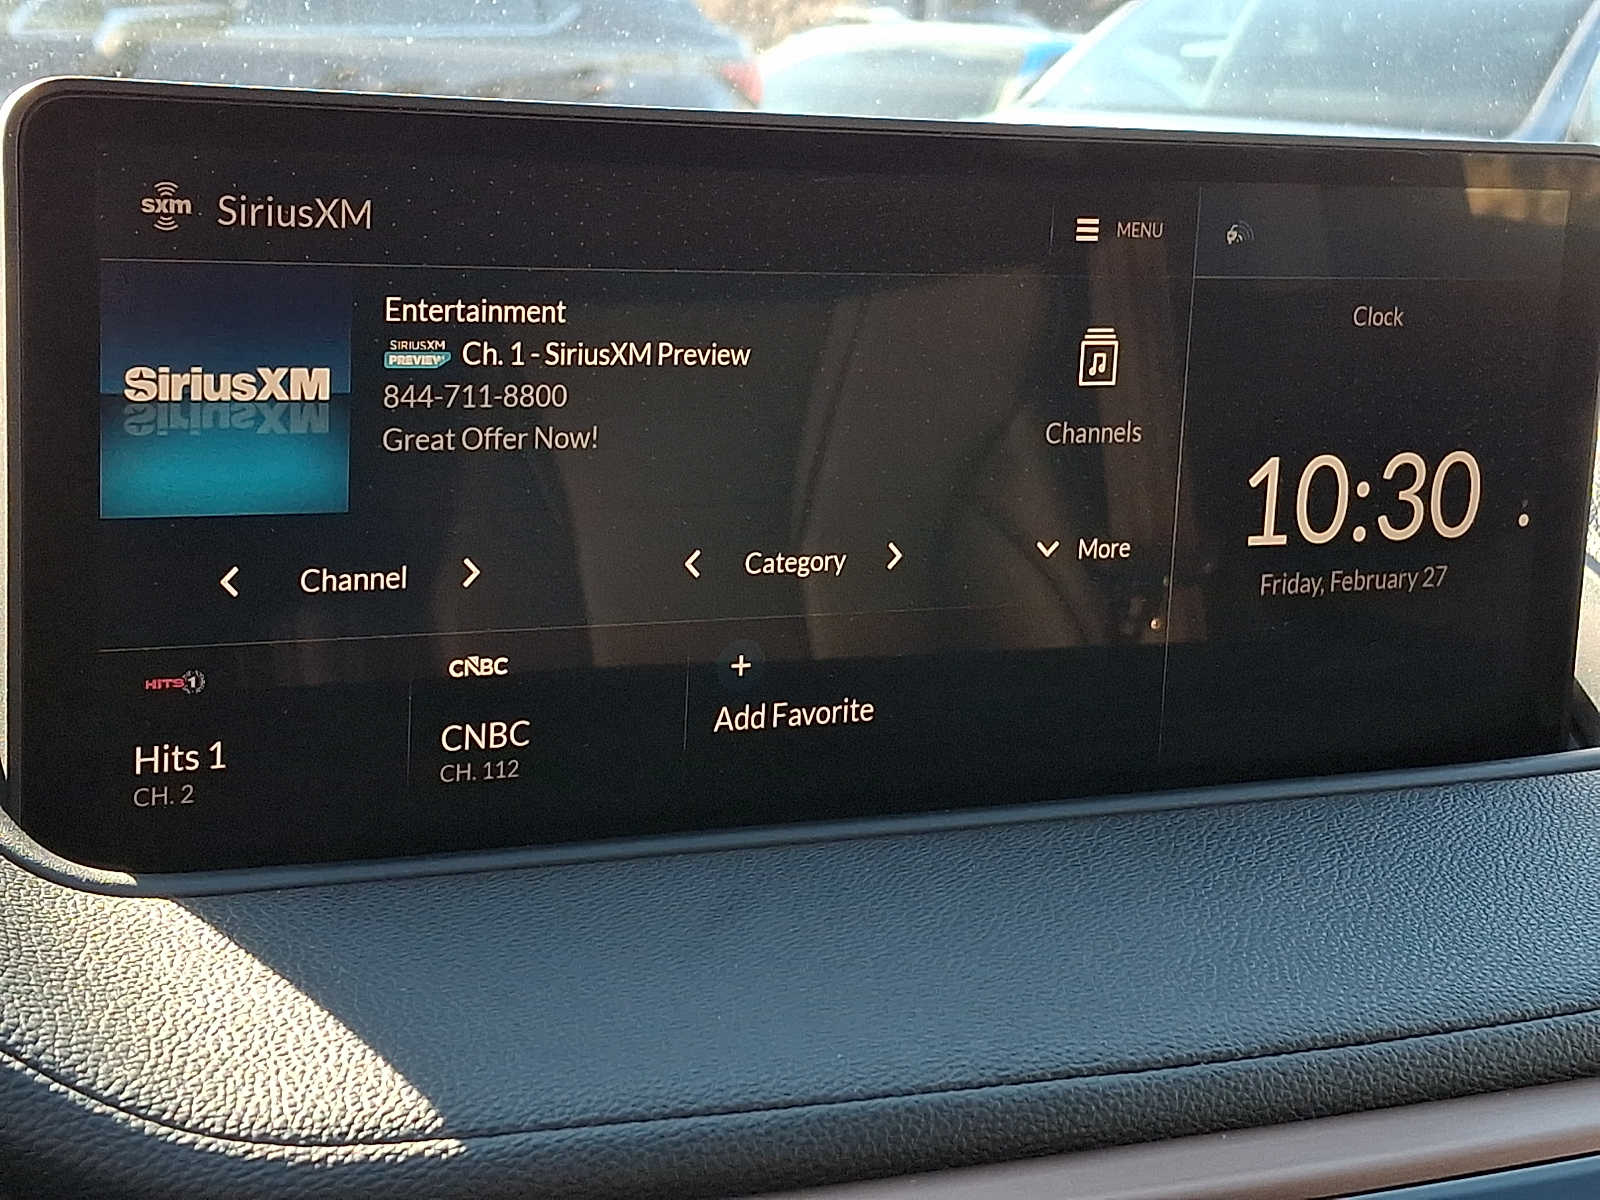 sxm SiriusXM
MENU
SiriusXM
Entertainment
SIRIUSXM PREVIEW Ch. 1 - SiriusXM Preview
844-711-8800
Great Offer Now!
Channels
Channel
Category
More
Clock
10:30
Friday, February 27
HITS 1
Hits 1
CH. 2
CNBC
CNBC
CH. 112
+
Add Favorite